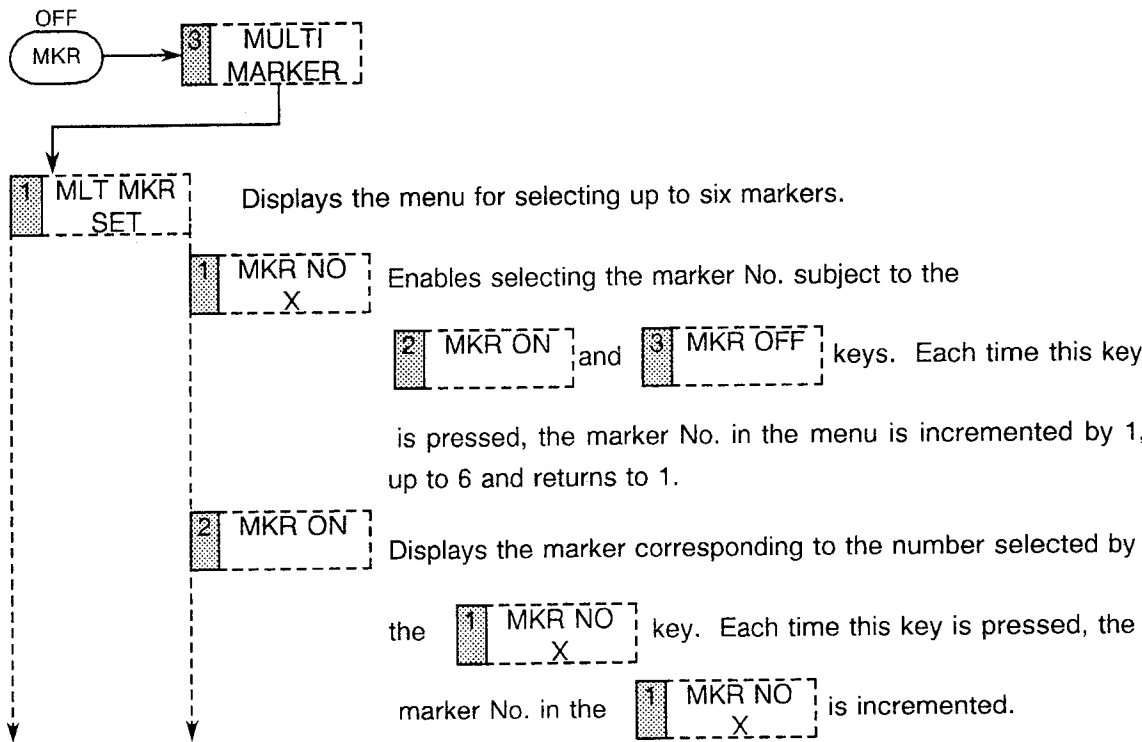 OFF
MKR
3 MULTI
MARKER
1 MLT MKR
SET
Displays the menu for selecting up to six markers.
1 MKR NO
X
Enables selecting the marker No. subject to the
2 MKR ON and 3 MKR OFF keys. Each time this key
is pressed, the marker No. in the menu is incremented by 1,
up to 6 and returns to 1.
2 MKR ON
Displays the marker corresponding to the number selected by
the 1 MKR NO
X key. Each time this key is pressed, the
marker No. in the 1 MKR NO
X is incremented.